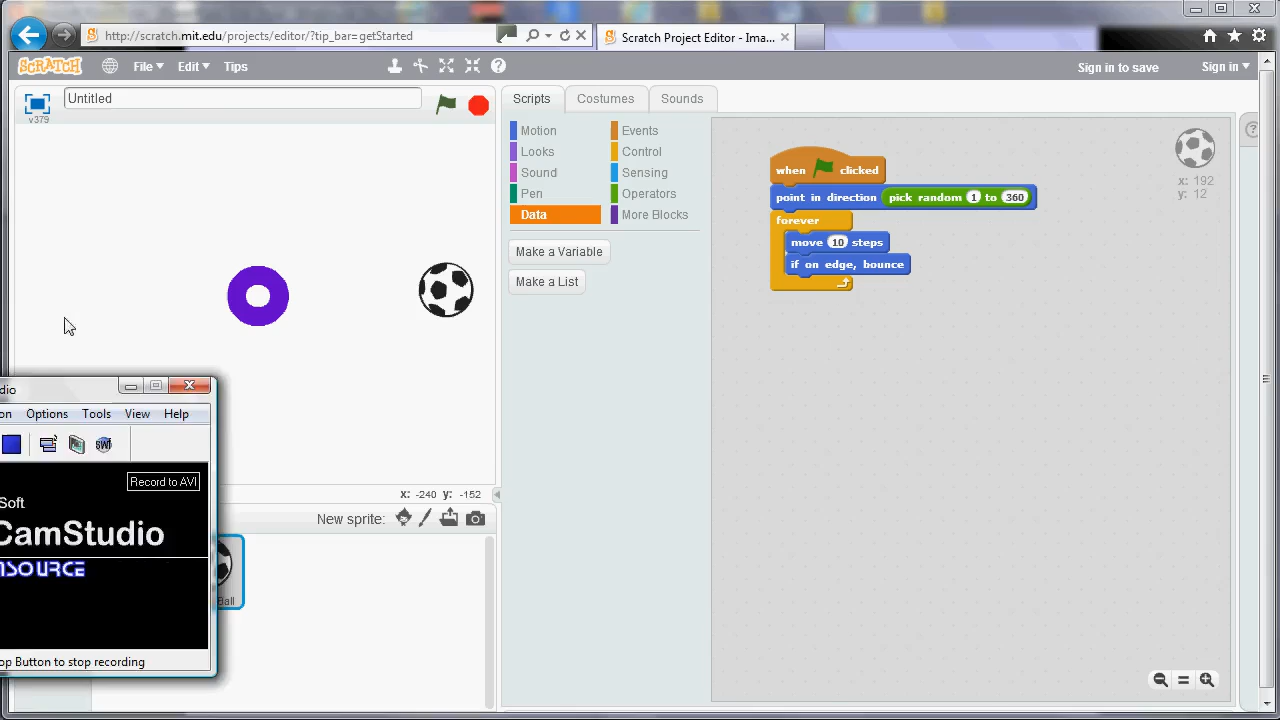 http://scratch.mit.edu/projects/editor/?tip_bar=getStarted
Scratch Project Editor - Ima...
SCRATCH
File
Edit
Tips
Sign in to save
Sign in
Untitled
v379
Scripts
Costumes
Sounds
Motion
Events
Looks
Control
Sound
Sensing
Pen
Operators
Data
More Blocks
Make a Variable
Make a List
when clicked
point in direction pick random 1 to 360
forever
move 10 steps
if on edge, bounce
x: 192
y: 12
x: -240 y: -152
New sprite:
Ball
dio
on Options Tools View Help
Record to AVI
Soft
CamStudio
NSOURCE
op Button to stop recording